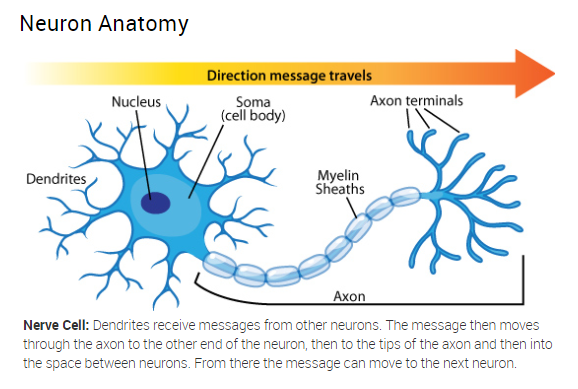 Neuron Anatomy
Direction message travels
Nucleus
Soma
(cell body)
Axon terminals
Dendrites
Myelin
Sheaths
Axon
Nerve Cell: Dendrites receive messages from other neurons. The message then moves
through the axon to the other end of the neuron, then to the tips of the axon and then into
the space between neurons. From there the message can move to the next neuron.